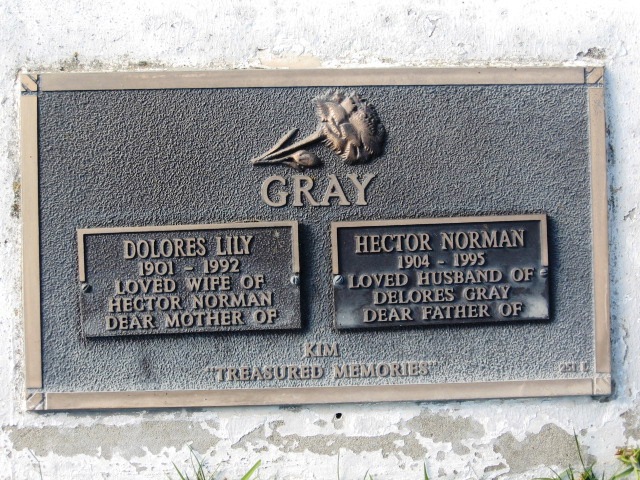 GRAY
DOLORES LILY
1901 - 1992
LOVED WIFE OF
HECTOR NORMAN
DEAR MOTHER OF
HECTOR NORMAN
1904 - 1995
LOVED HUSBAND OF
DELORES GRAY
DEAR FATHER OF
KIM
"TREASURED MEMORIES"